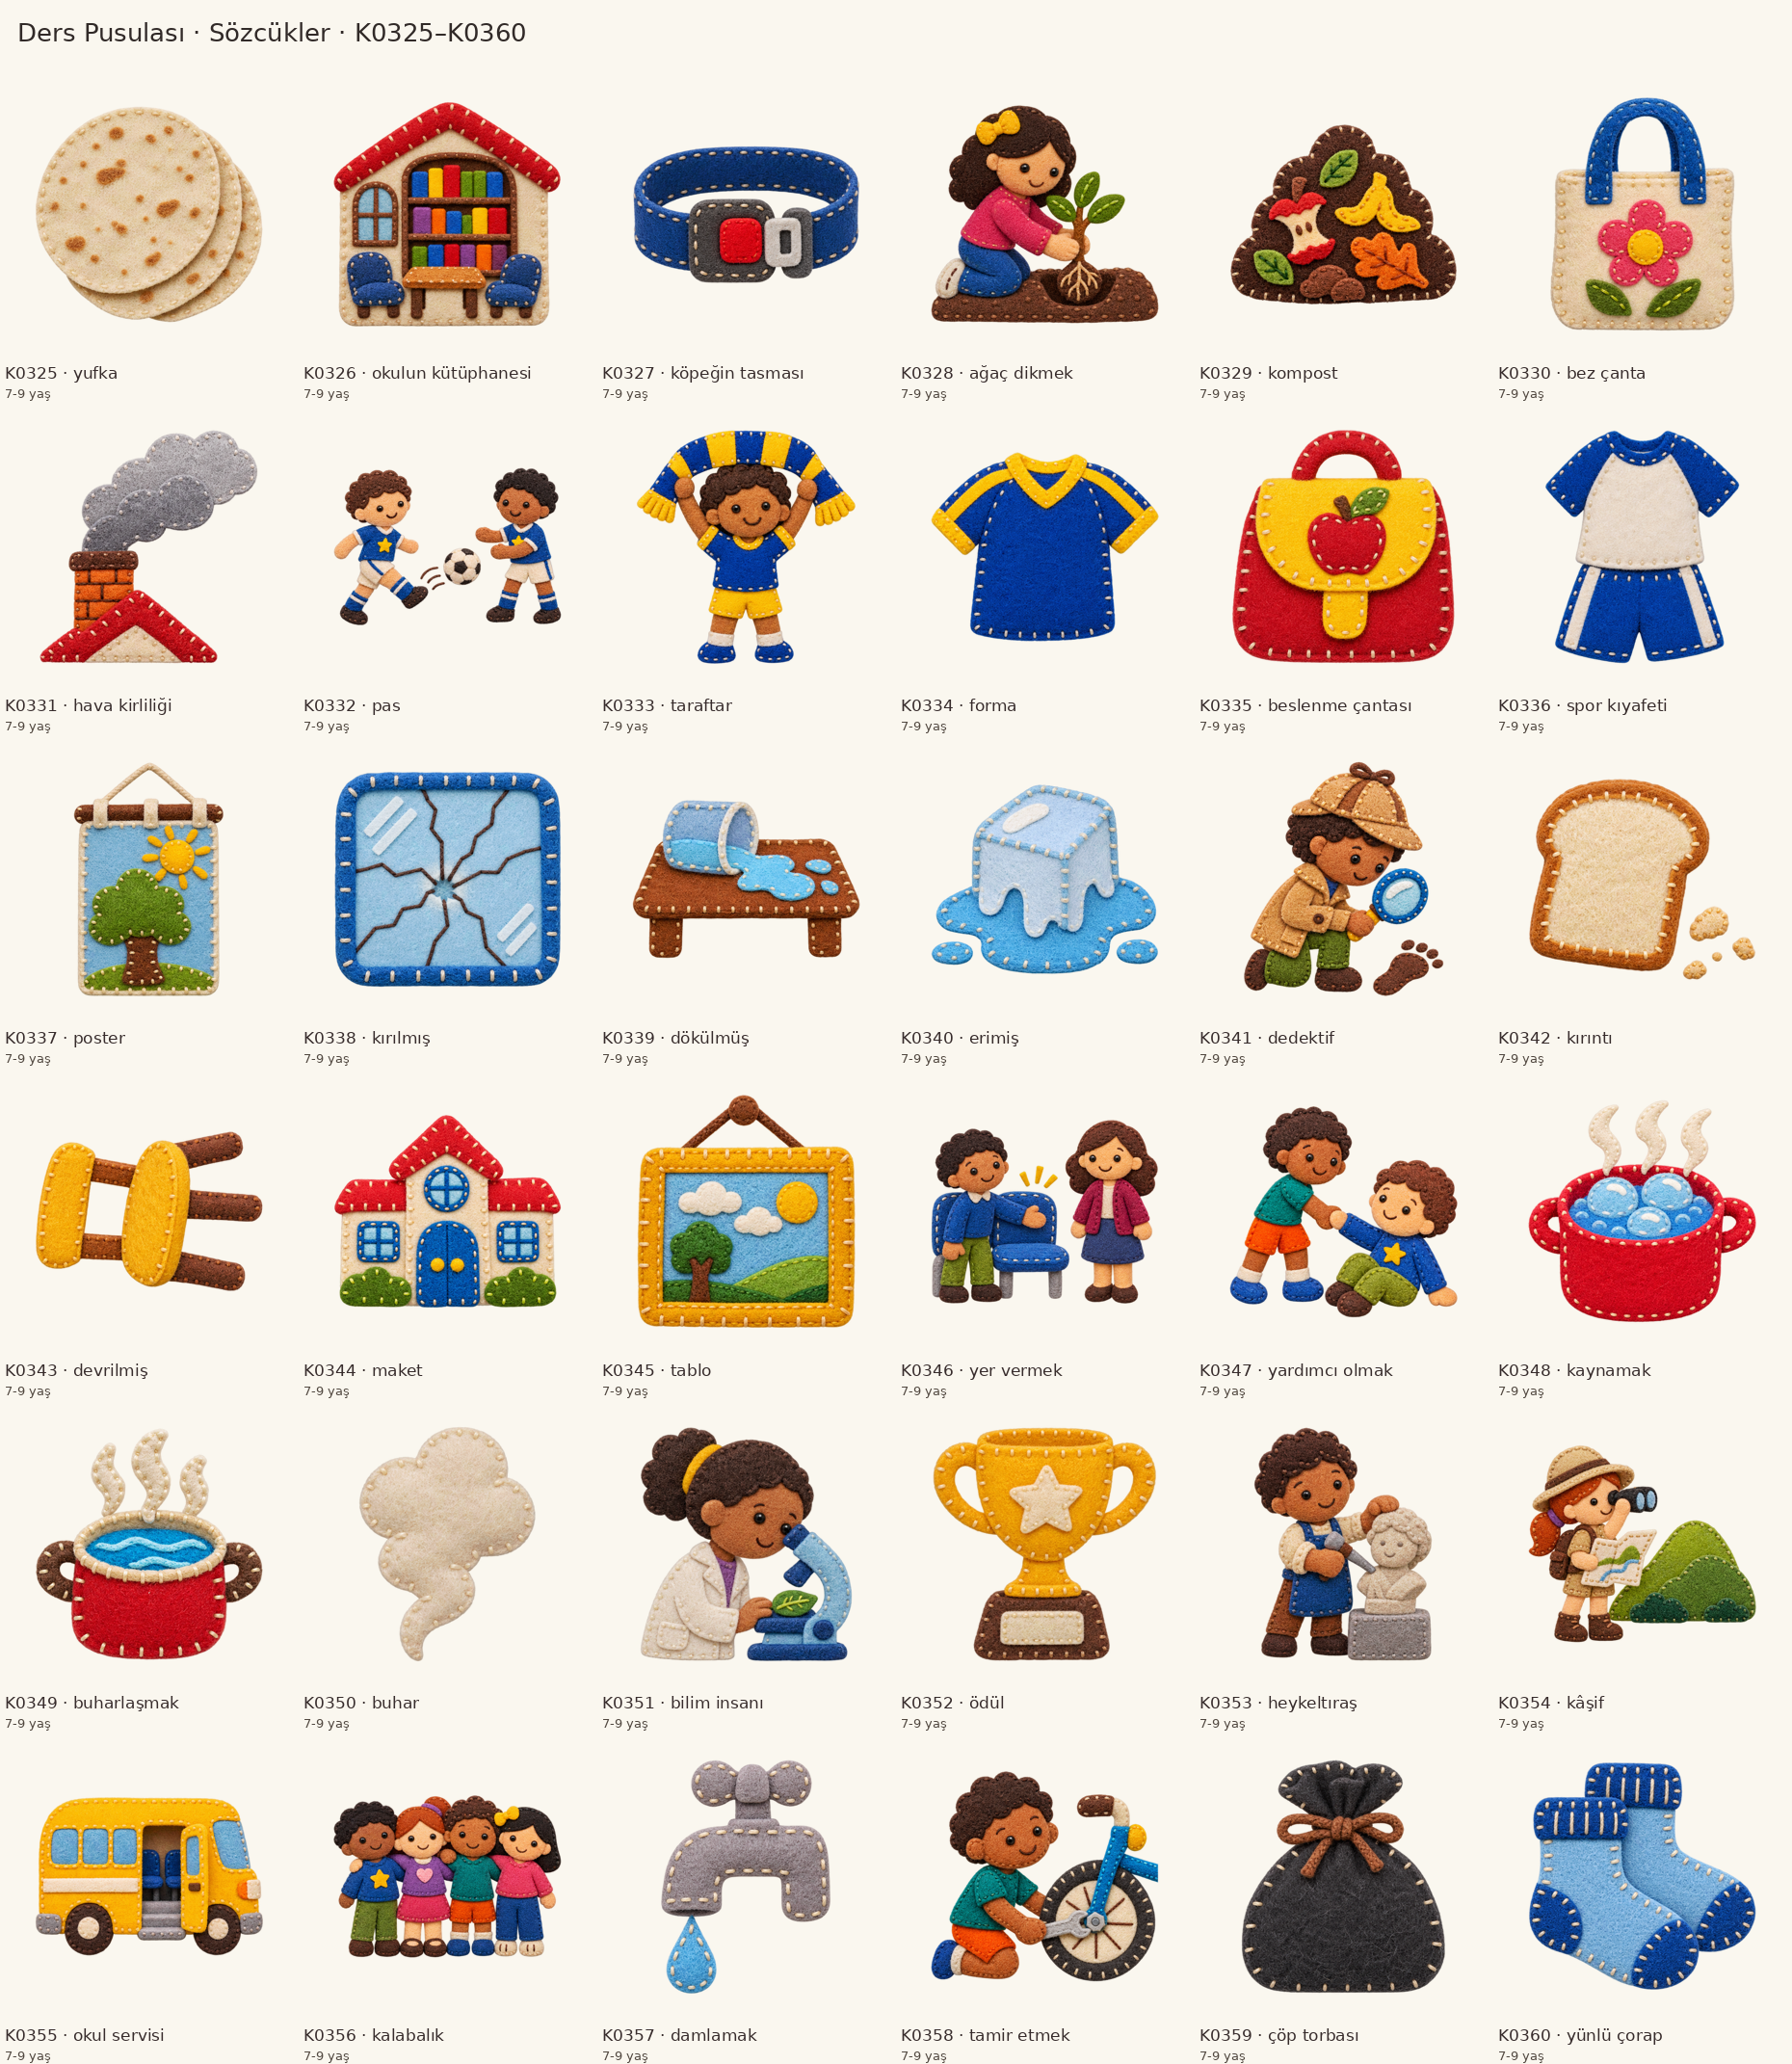 Ders Pusulası · Sözcükler · K0325–K0360
K0325 · yufka
7-9 yaş
K0326 · okulun kütüphanesi
7-9 yaş
K0327 · köpeğin tasması
7-9 yaş
K0328 · ağaç dikmek
7-9 yaş
K0329 · kompost
7-9 yaş
K0330 · bez çanta
7-9 yaş
K0331 · hava kirliliği
7-9 yaş
K0332 · pas
7-9 yaş
K0333 · taraftar
7-9 yaş
K0334 · forma
7-9 yaş
K0335 · beslenme çantası
7-9 yaş
K0336 · spor kıyafeti
7-9 yaş
K0337 · poster
7-9 yaş
K0338 · kırılmış
7-9 yaş
K0339 · dökülmüş
7-9 yaş
K0340 · erimiş
7-9 yaş
K0341 · dedektif
7-9 yaş
K0342 · kırıntı
7-9 yaş
K0343 · devrilmiş
7-9 yaş
K0344 · maket
7-9 yaş
K0345 · tablo
7-9 yaş
K0346 · yer vermek
7-9 yaş
K0347 · yardımcı olmak
7-9 yaş
K0348 · kaynamak
7-9 yaş
K0349 · buharlaşmak
7-9 yaş
K0350 · buhar
7-9 yaş
K0351 · bilim insanı
7-9 yaş
K0352 · ödül
7-9 yaş
K0353 · heykeltıraş
7-9 yaş
K0354 · kâşif
7-9 yaş
K0355 · okul servisi
7-9 yaş
K0356 · kalabalık
7-9 yaş
K0357 · damlamak
7-9 yaş
K0358 · tamir etmek
7-9 yaş
K0359 · çöp torbası
7-9 yaş
K0360 · yünlü çorap
7-9 yaş